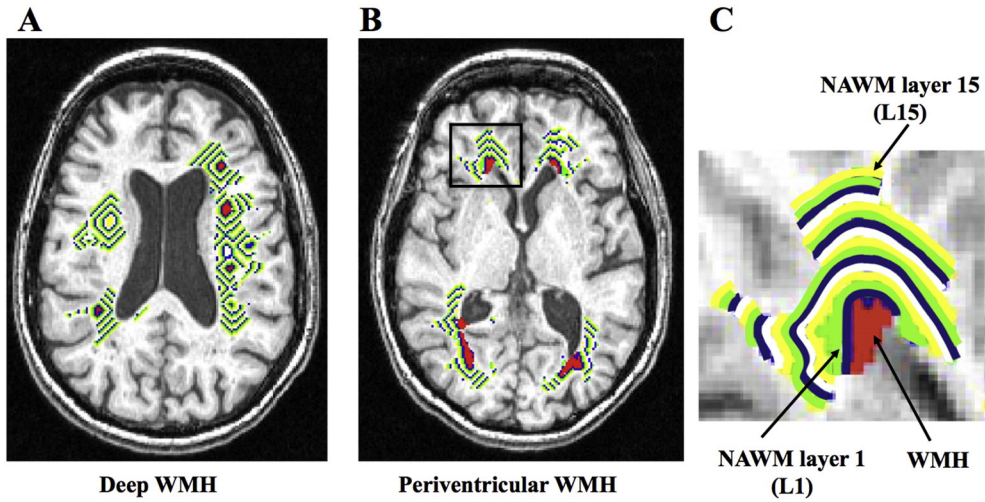 A
B
C
NAWM layer 15
(L15)
NAWM layer 1
(L1)
WMH
Deep WMH
Periventricular WMH